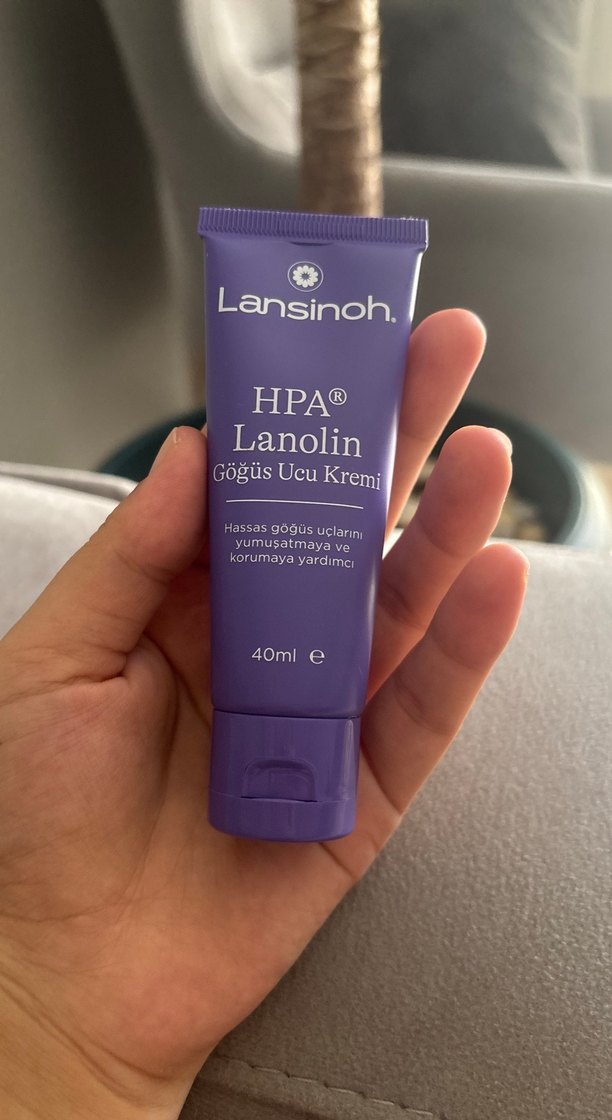 Lansinoh®
HPA®
Lanolin
Göğüs Ucu Kremi
Hassas göğüs uçlarını
yumuşatmaya ve
korumaya yardımcı
40ml ℮